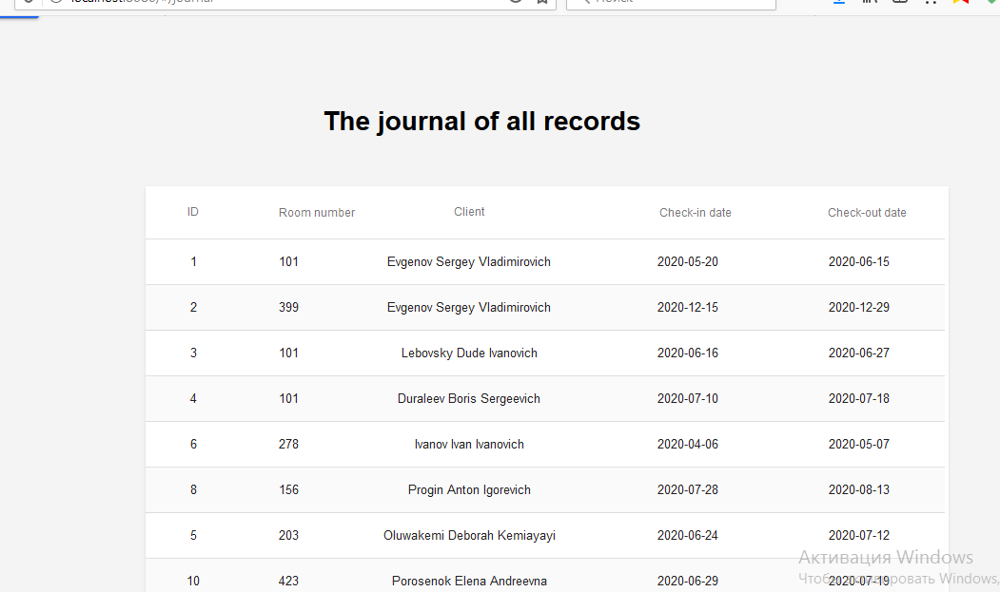 The journal of all records
ID Room number Client Check-in date Check-out date
1 101 Evgenov Sergey Vladimirovich 2020-05-20 2020-06-15
2 399 Evgenov Sergey Vladimirovich 2020-12-15 2020-12-29
3 101 Lebovsky Dude Ivanovich 2020-06-16 2020-06-27
4 101 Duraleev Boris Sergeevich 2020-07-10 2020-07-18
6 278 Ivanov Ivan Ivanovich 2020-04-06 2020-05-07
8 156 Progin Anton Igorevich 2020-07-28 2020-08-13
5 203 Oluwakemi Deborah Kemiayayi 2020-06-24 2020-07-12
Активация Windows
10 423 Porosenok Elena Andreevna 2020-06-29 2020-07-19
Чтобы активировать Windows,